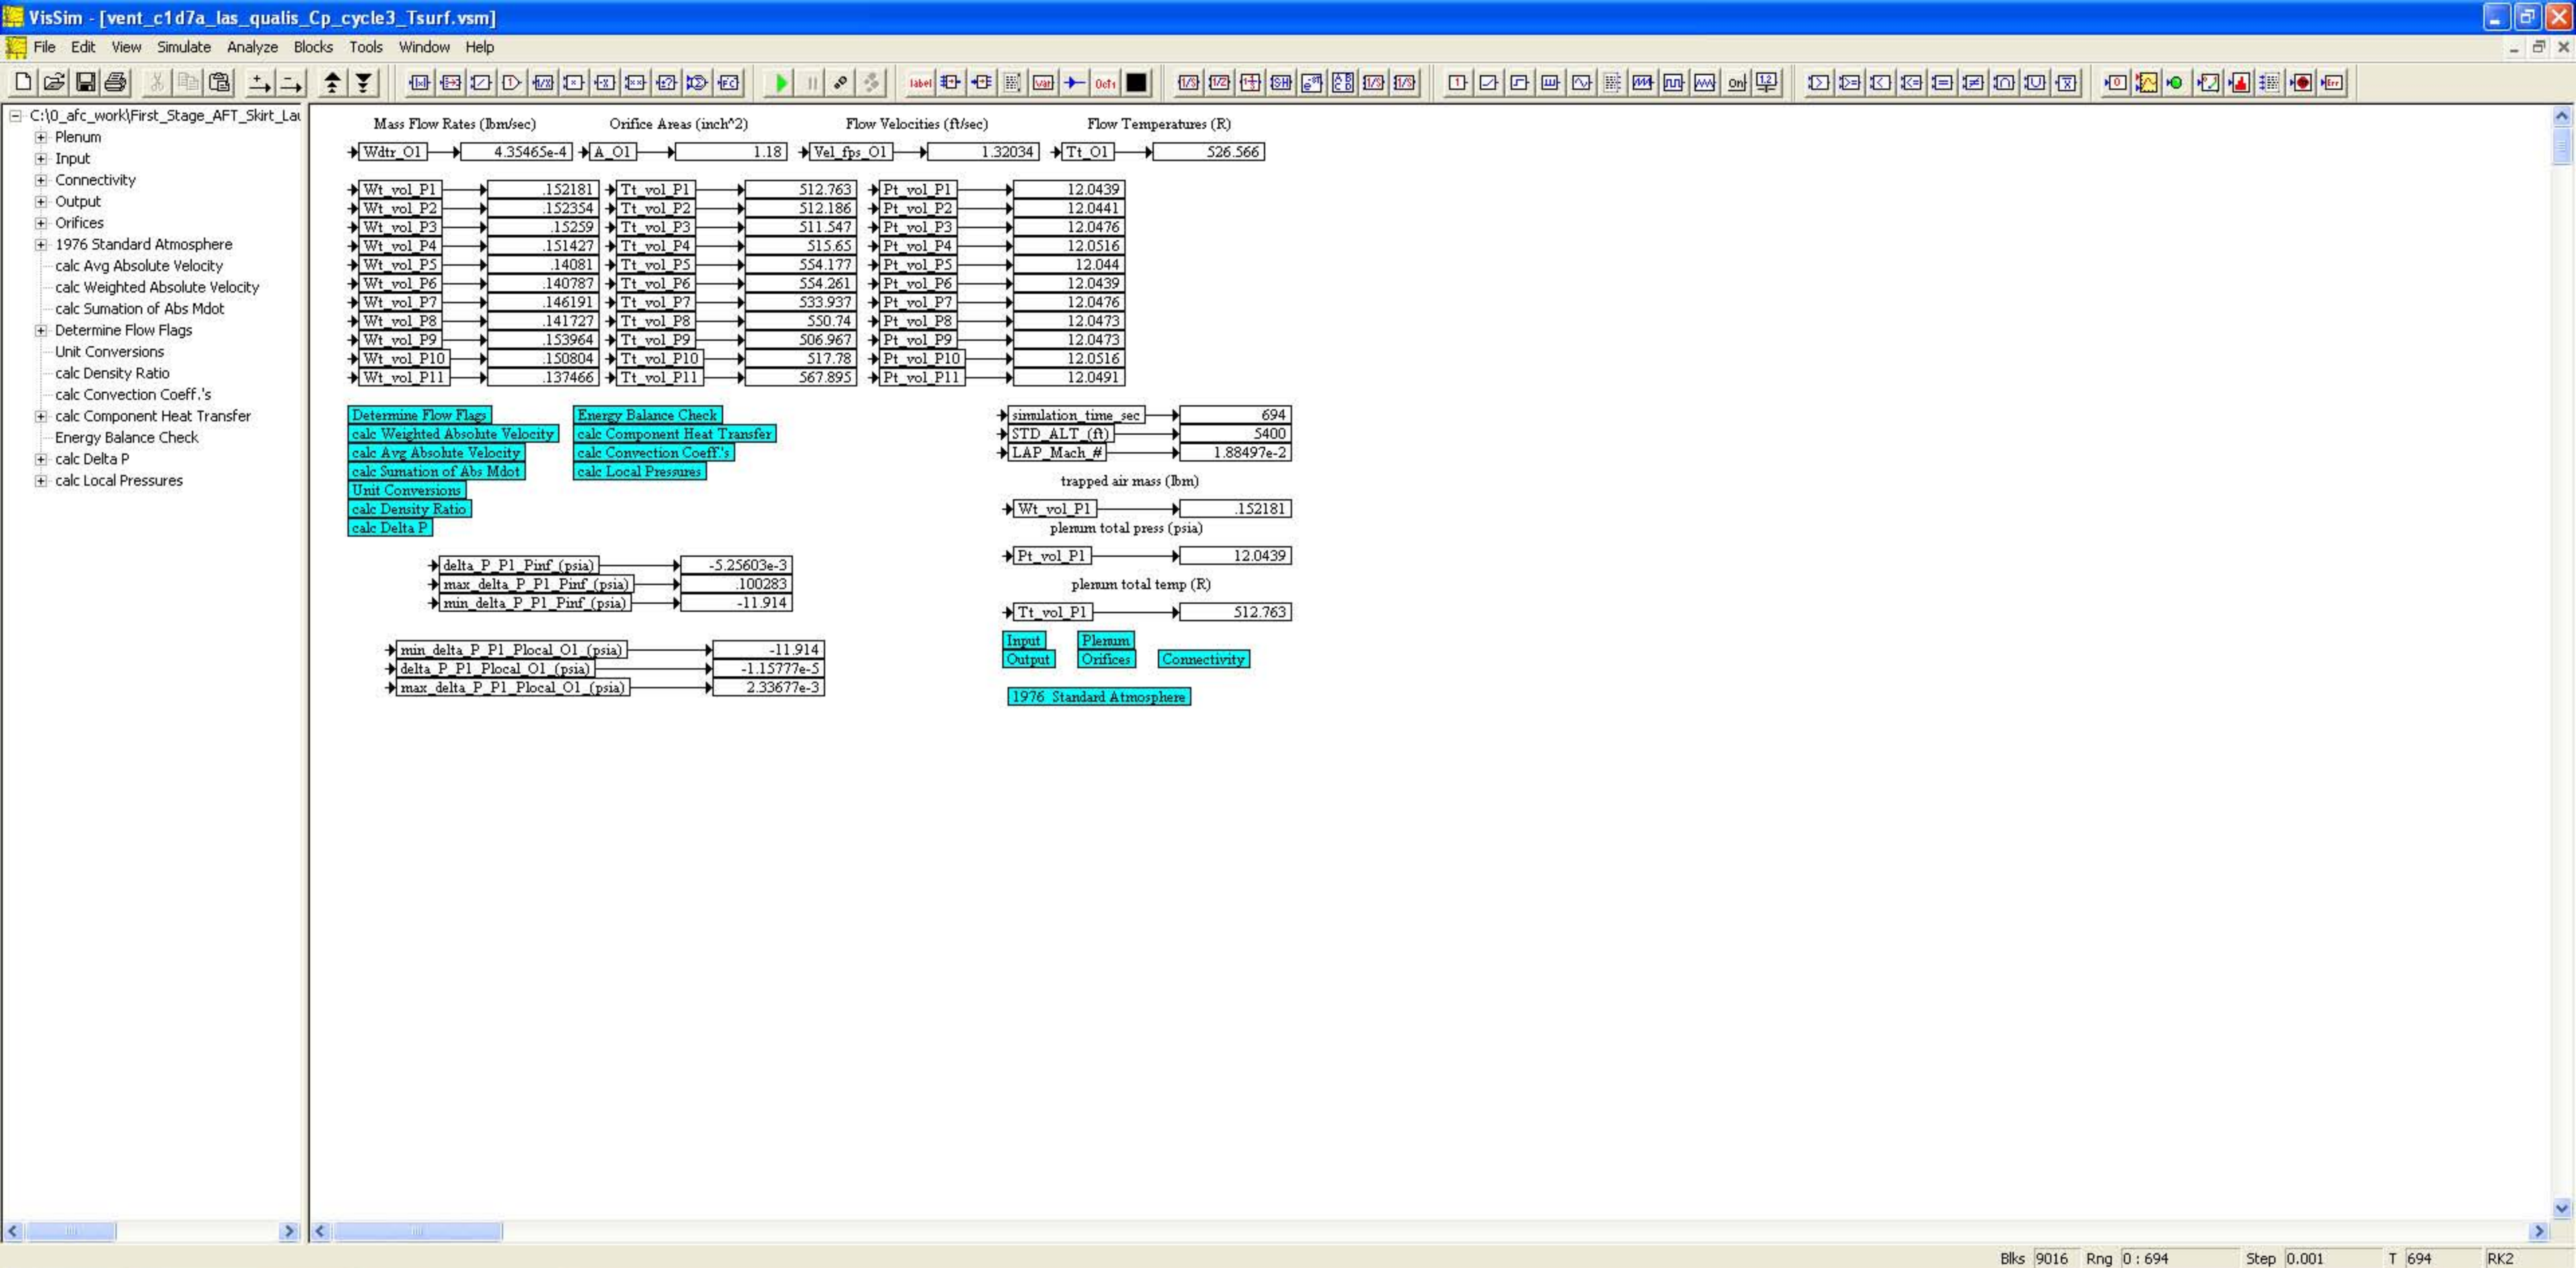 VisSim - [vent_c1d7a_las_qualis_Cp_cycle3_Tsurf.vsm]
File Edit View Simulate Analyze Blocks Tools Window Help
C:\0_afc_work\First_Stage_AFT_Skirt_Lau
Plenum
Input
Connectivity
Output
Orifices
1976 Standard Atmosphere
calc Avg Absolute Velocity
calc Weighted Absolute Velocity
calc Sumation of Abs Mdot
Determine Flow Flags
Unit Conversions
calc Density Ratio
calc Convection Coeff.'s
calc Component Heat Transfer
Energy Balance Check
calc Delta P
calc Local Pressures
Mass Flow Rates (lbm/sec) Orifice Areas (inch^2) Flow Velocities (ft/sec) Flow Temperatures (R)
Wdtr_O1 4.35465e-4 A_O1 1.18 Vel_fps_O1 1.32034 Tt_O1 526.566
Wt_vol_P1 .152181 Tt_vol_P1 512.763 Pt_vol_P1 12.0439
Wt_vol_P2 .152354 Tt_vol_P2 512.186 Pt_vol_P2 12.0441
Wt_vol_P3 .15259 Tt_vol_P3 511.547 Pt_vol_P3 12.0476
Wt_vol_P4 .151427 Tt_vol_P4 515.65 Pt_vol_P4 12.0516
Wt_vol_P5 .14081 Tt_vol_P5 554.177 Pt_vol_P5 12.044
Wt_vol_P6 .140787 Tt_vol_P6 554.261 Pt_vol_P6 12.0439
Wt_vol_P7 .146191 Tt_vol_P7 533.937 Pt_vol_P7 12.0476
Wt_vol_P8 .141727 Tt_vol_P8 550.74 Pt_vol_P8 12.0473
Wt_vol_P9 .153964 Tt_vol_P9 506.967 Pt_vol_P9 12.0473
Wt_vol_P10 .150804 Tt_vol_P10 517.78 Pt_vol_P10 12.0516
Wt_vol_P11 .137466 Tt_vol_P11 567.895 Pt_vol_P11 12.0491
Determine Flow Flags Energy Balance Check simulation_time_sec 694
calc Weighted Absolute Velocity calc Component Heat Transfer STD_ALT_(ft) 5400
calc Avg Absolute Velocity calc Convection Coeff.'s LAP_Mach_# 1.88497e-2
calc Sumation of Abs Mdot calc Local Pressures
trapped air mass (lbm)
Unit Conversions
calc Density Ratio Wt_vol_P1 .152181
calc Delta P plenum total press (psia)
Pt_vol_P1 12.0439
delta_P_P1_Pinf_(psia) -5.25603e-3
max_delta_P_P1_Pinf_(psia) .100283 plenum total temp (R)
min_delta_P_P1_Pinf_(psia) -11.914
Tt_vol_P1 512.763
Input Plenum
min_delta_P_P1_Plocal_O1_(psia) -11.914
Output Orifices Connectivity
delta_P_P1_Plocal_O1_(psia) -1.15777e-5
max_delta_P_P1_Plocal_O1_(psia) 2.33677e-3
1976 Standard Atmosphere
Blks 9016 Rng 0 : 694 Step 0.001 T 694 RK2